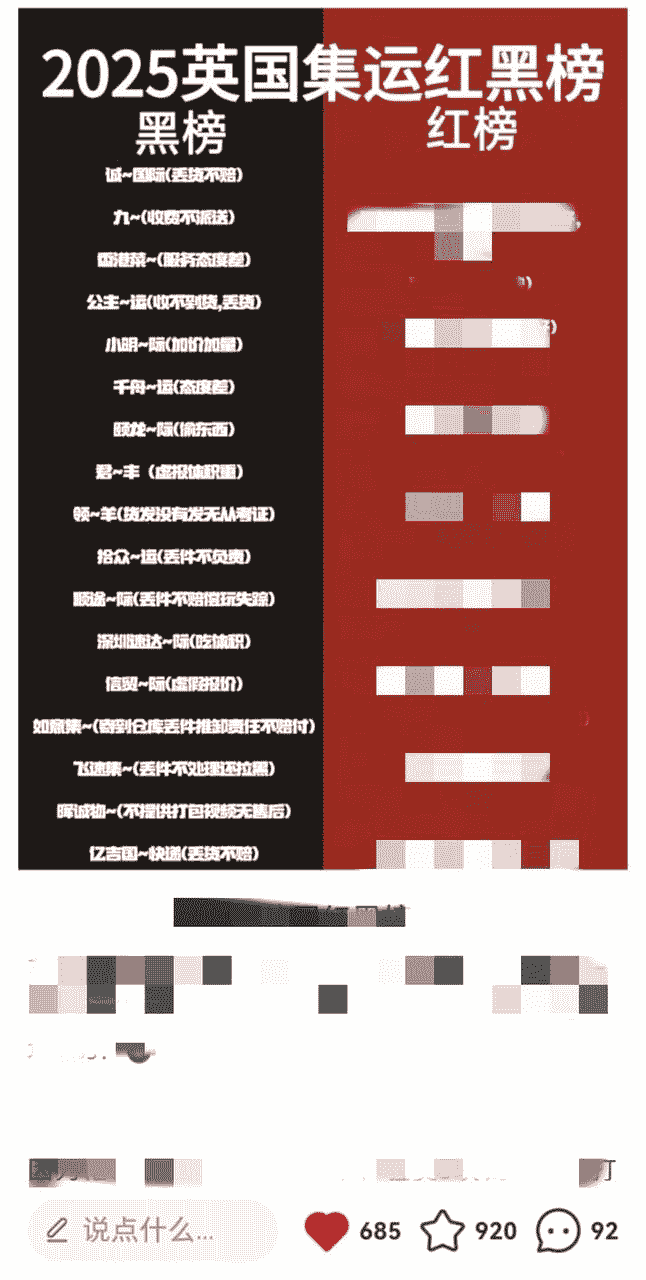 2025英国集运红黑榜
黑榜
红榜
诚~国际(丢货不赔)
九~(收费不派送)
香港菜~(服务态度差)
公主~运(收不到货,丢货)
小明~际(加价加量)
千舟~运(态度差)
颐龙~际(偷东西)
君~丰（虚报体积重)
领~羊(货发没有发无从考证)
拾众~运(丢件不负责)
顺途~际(丢件不赔偿玩失踪)
深圳速达~际(吃体积)
信贸~际(虚假报价)
如意集~(寄到仓库丢件推卸责任不赔付)
飞速集~(丢件不处理还拉黑)
晖诚物~(不提供打包视频无售后)
亿吉国~快递(丢货不赔)
说点什么...
685
920
92